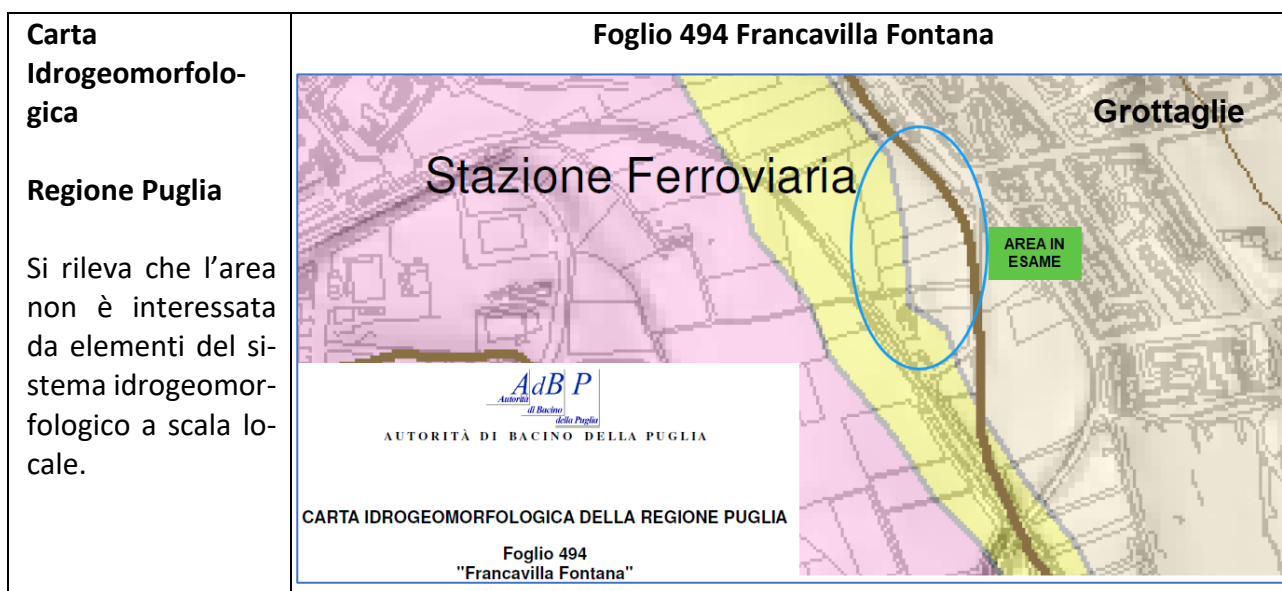 Carta
Idrogeomorfolo-
gica
Regione Puglia
Si rileva che l’area
non è interessata
da elementi del si-
stema idrogeomor-
fologico a scala lo-
cale.
Foglio 494 Francavilla Fontana
Grottaglie
Stazione Ferroviaria
AREA IN
ESAME
AdB P
Autorità
di Bacino
della Puglia
AUTORITÀ DI BACINO DELLA PUGLIA
CARTA IDROGEOMORFOLOGICA DELLA REGIONE PUGLIA
Foglio 494
"Francavilla Fontana"